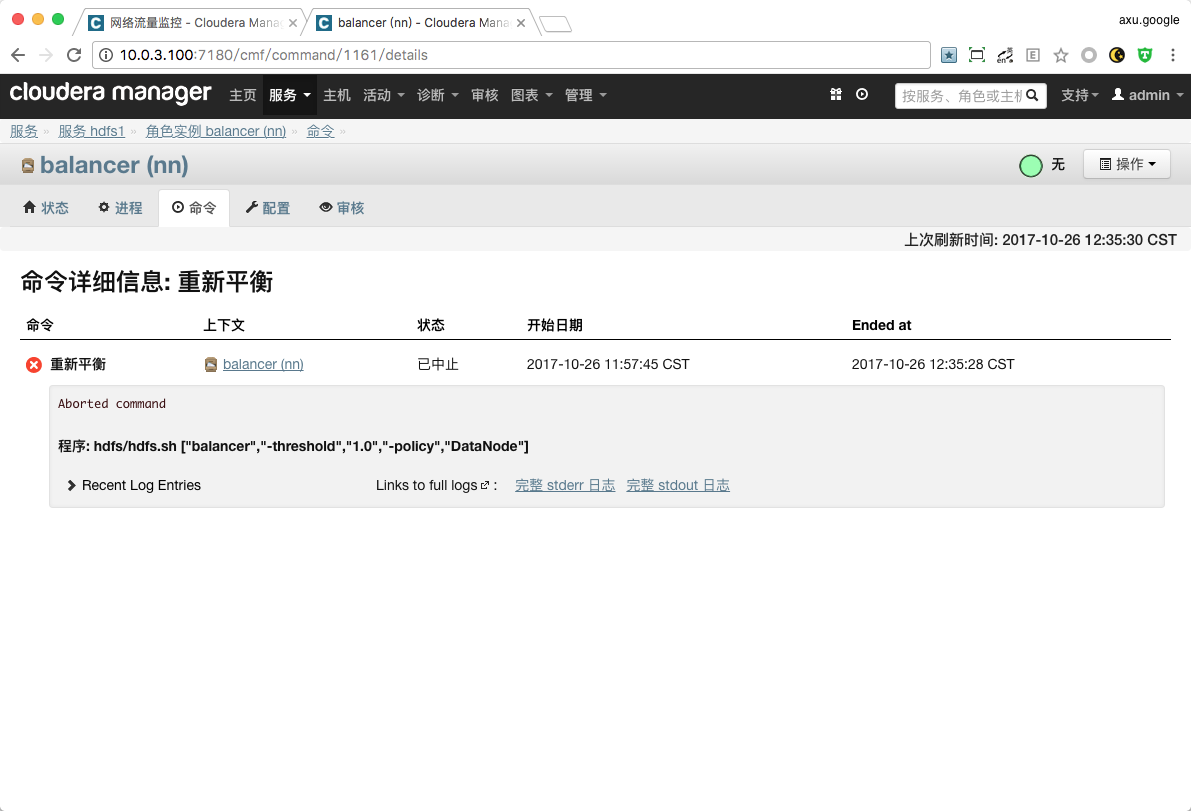 网络流量监控 - Cloudera Mana
balancer (nn) - Cloudera Mana
axu.google
10.0.3.100:7180/cmf/command/1161/details
cloudera manager 主页 服务 主机 活动 诊断 审核 图表 管理 按服务、角色或主机 支持 admin
服务 » 服务 hdfs1 » 角色实例 balancer (nn) » 命令 »
balancer (nn) 无 操作
状态 进程 命令 配置 审核
上次刷新时间: 2017-10-26 12:35:30 CST
命令详细信息: 重新平衡
命令 上下文 状态 开始日期 Ended at
重新平衡 balancer (nn) 已中止 2017-10-26 11:57:45 CST 2017-10-26 12:35:28 CST
Aborted command
程序: hdfs/hdfs.sh ["balancer","-threshold","1.0","-policy","DataNode"]
Recent Log Entries Links to full logs : 完整 stderr 日志 完整 stdout 日志